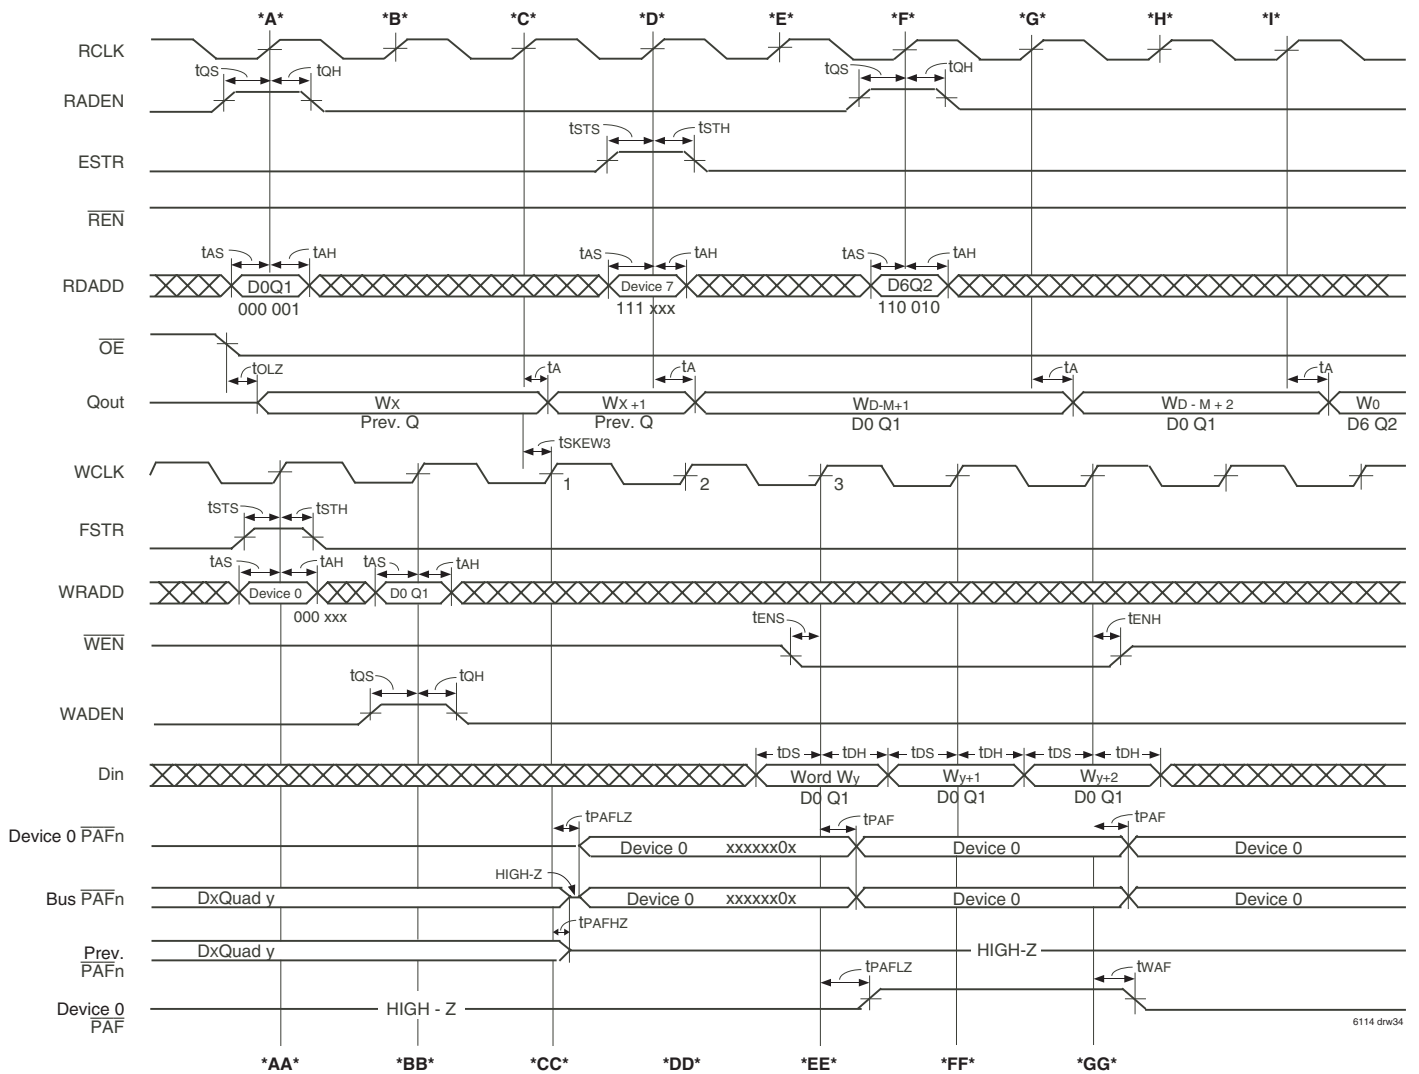 *A* *B* *C* *D* *E* *F* *G* *H* *I*
RCLK
tQS tQH tQS tQH
RADEN
tSTS tSTH
ESTR
REN
tAS tAH tAS tAH tAS tAH
RDADD D0Q1 Device 7 D6Q2
000 001 111 xxx 110 010
OE
tOLZ tA tA tA tA
Qout WX WX +1 WD-M+1 WD - M + 2 W0
Prev. Q Prev. Q D0 Q1 D0 Q1 D6 Q2
tSKEW3
WCLK 1 2 3
tSTS tSTH
FSTR
tAS tAH tAS tAH
WRADD Device 0 D0 Q1
000 xxx
tENS tENH
WEN
tQS tQH
WADEN
tDS tDH tDS tDH tDS tDH
Din Word Wy Wy+1 Wy+2
D0 Q1 D0 Q1 D0 Q1
tPAFLZ tPAF tPAF
Device 0 PAFn Device 0 xxxxxx0x Device 0 Device 0
HIGH-Z
Bus PAFn DxQuad y Device 0 xxxxxx0x Device 0 Device 0
tPAFHZ
Prev. DxQuad y HIGH-Z
PAFn
tPAFLZ tWAF
Device 0 HIGH - Z
PAF
6114 drw34
*AA* *BB* *CC* *DD* *EE* *FF* *GG*